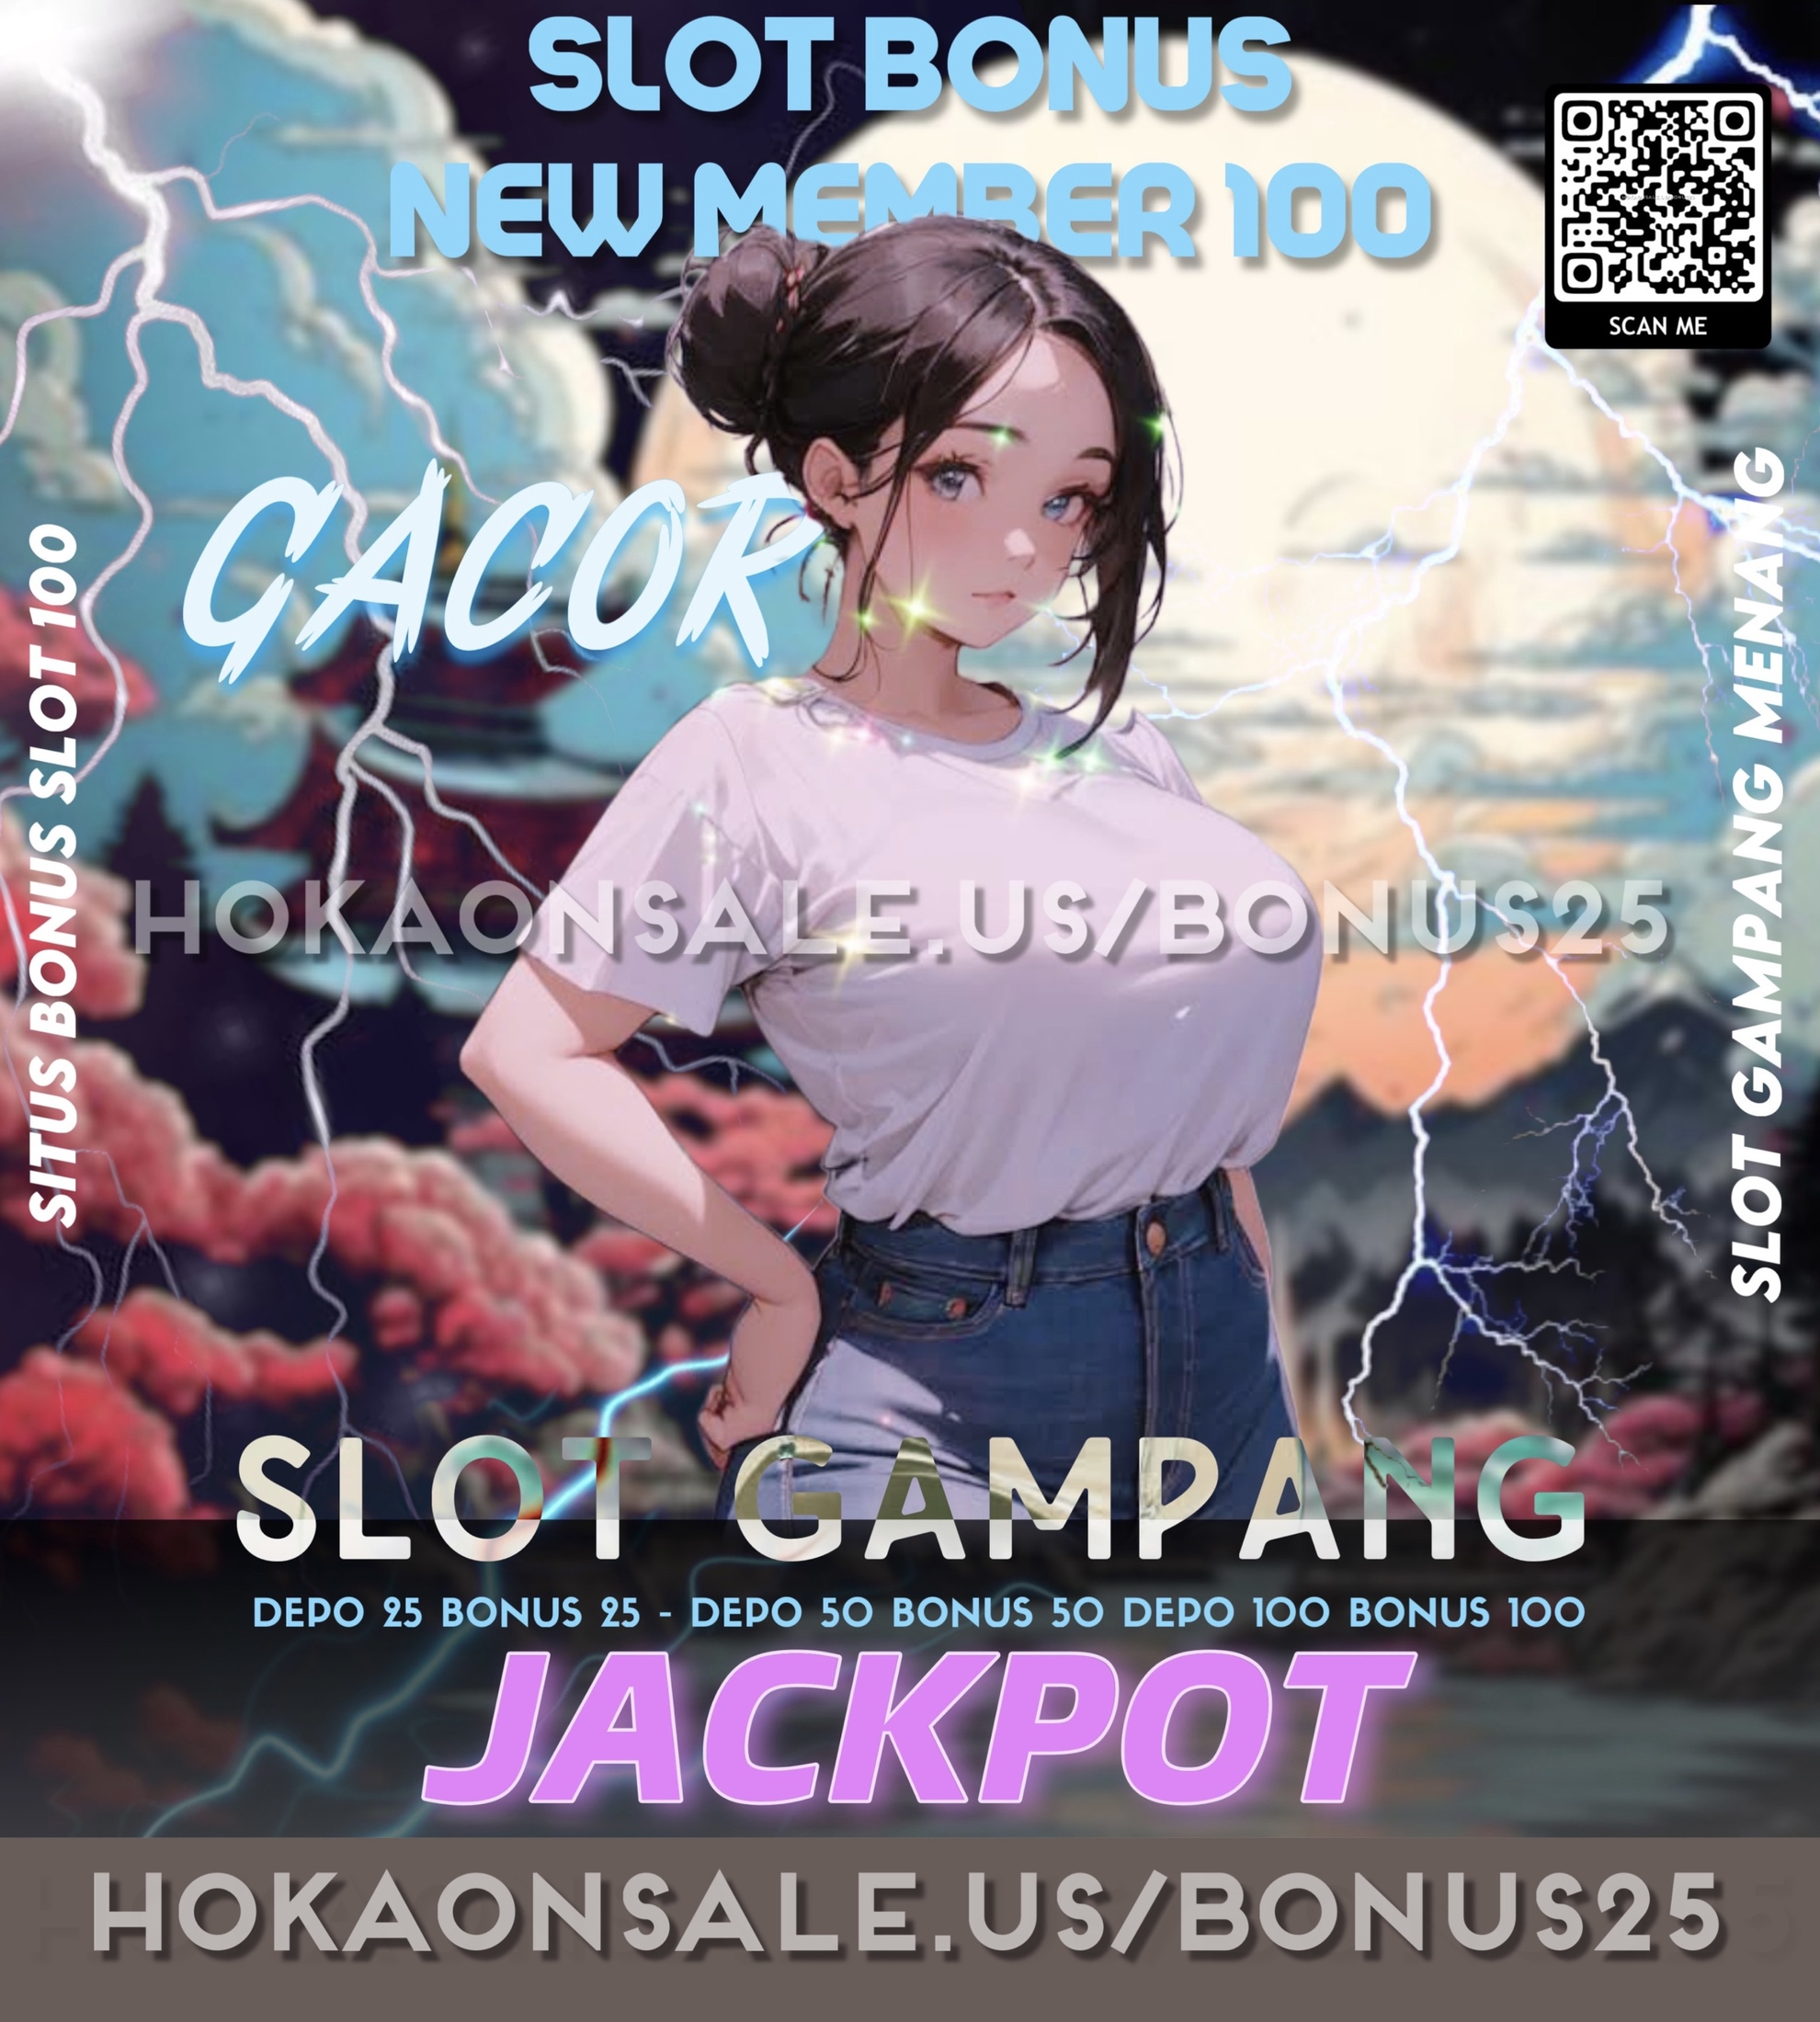 SLOT BONUS
NEW MEMBER 100
SCAN ME
GACOR
SITUS BONUS SLOT 100
SLOT GAMPANG MENANG
HOKAONSALE.US/BONUS25
SLOT GAMPANG
DEPO 25 BONUS 25 - DEPO 50 BONUS 50 DEPO 100 BONUS 100
JACKPOT
HOKAONSALE.US/BONUS25